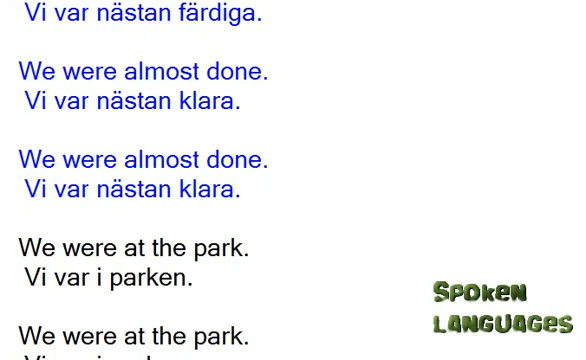 Vi var nästan färdiga.
We were almost done.
Vi var nästan klara.
We were almost done.
Vi var nästan klara.
We were at the park.
Vi var i parken.
We were at the park.
Spoken
Languages